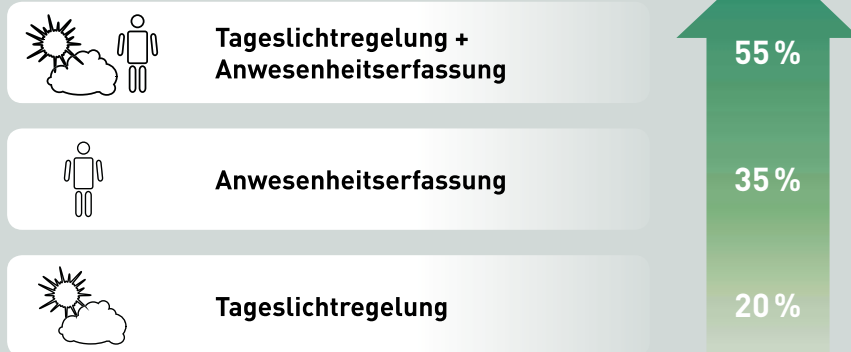 Tageslichtregelung +
Anwesenheitserfassung
55 %
Anwesenheitserfassung
35 %
Tageslichtregelung
20 %